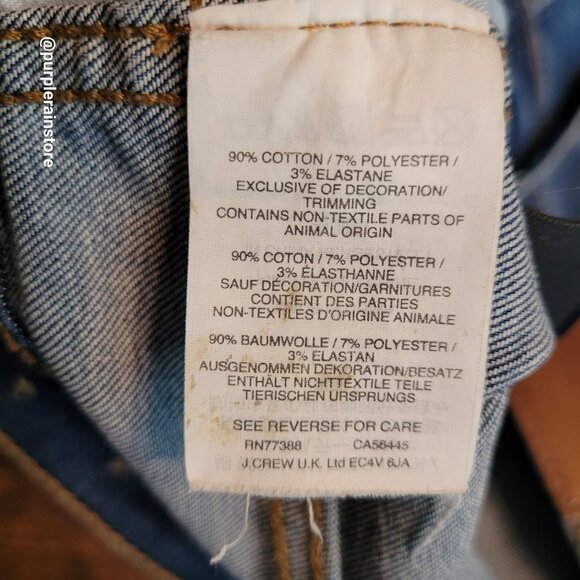 @purplerainstore
90% COTTON / 7% POLYESTER /
3% ELASTANE
EXCLUSIVE OF DECORATION/
TRIMMING
CONTAINS NON-TEXTILE PARTS OF
ANIMAL ORIGIN
90% COTON / 7% POLYESTER /
3% ÉLASTHANNE
SAUF DÉCORATION/GARNITURES
CONTIENT DES PARTIES
NON-TEXTILES D'ORIGINE ANIMALE
90% BAUMWOLLE / 7% POLYESTER /
3% ELASTAN
AUSGENOMMEN DEKORATION/BESATZ
ENTHÄLT NICHTTEXTILE TEILE
TIERISCHEN URSPRUNGS
SEE REVERSE FOR CARE
RN77388 CA58445
J.CREW U.K. Ltd EC4V 6JA